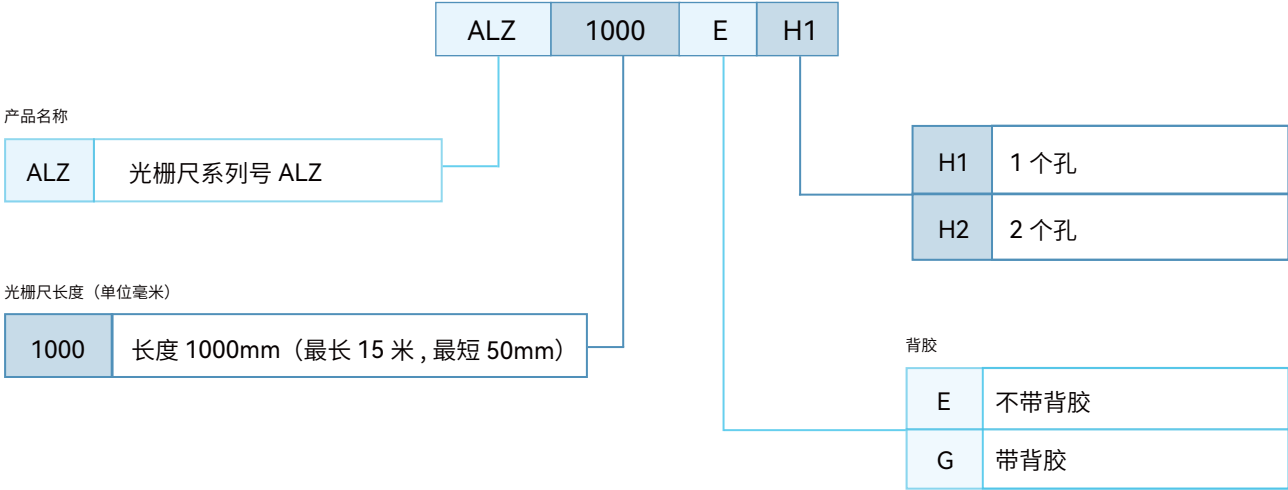 ALZ 1000 E H1
产品名称
ALZ 光栅尺系列号 ALZ
H1 1 个孔
H2 2 个孔
光栅尺长度（单位毫米）
1000 长度 1000mm（最长 15 米 , 最短 50mm）
背胶
E 不带背胶
G 带背胶